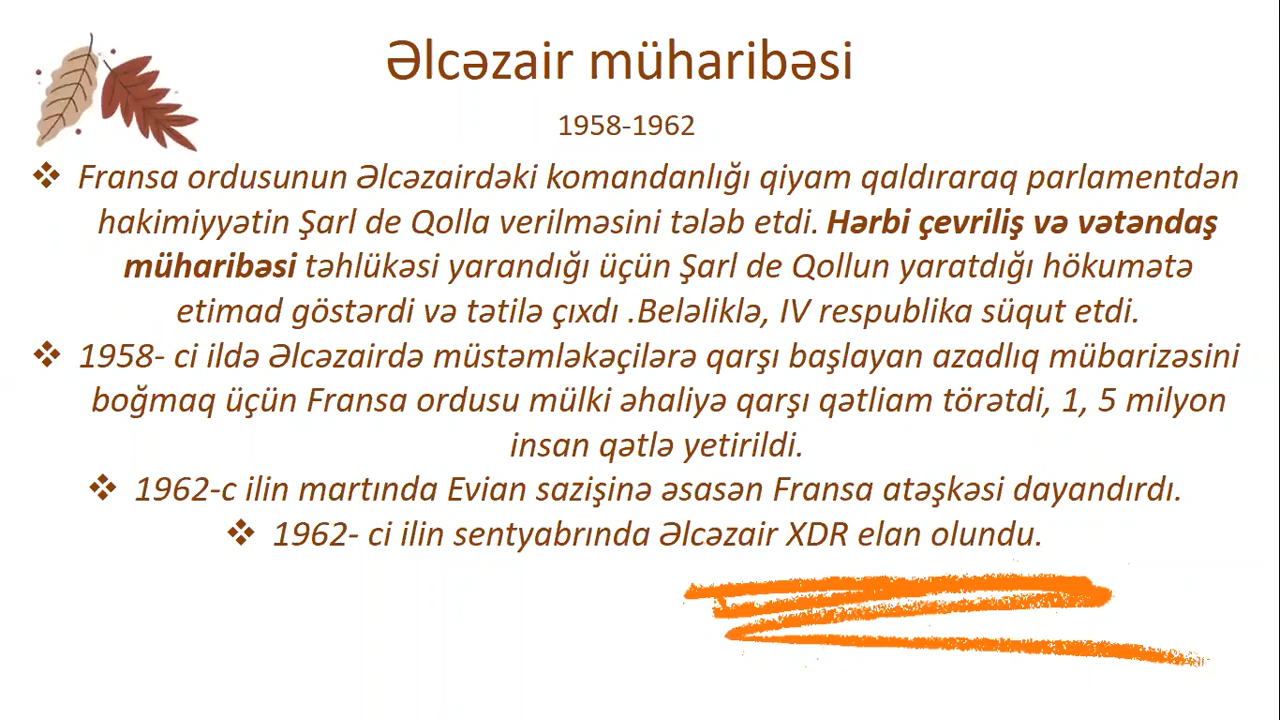 Əlcəzair müharibəsi
1958-1962
❖ Fransa ordusunun Əlcəzairdəki komandanlığı qiyam qaldıraraq parlamentdən
hakimiyyətin Şarl de Qolla verilməsini tələb etdi. Hərbi çevriliş və vətəndaş
müharibəsi təhlükəsi yarandığı üçün Şarl de Qollun yaratdığı hökumətə
etimad göstərdi və tətilə çıxdı .Beləliklə, IV respublika süqut etdi.
❖ 1958- ci ildə Əlcəzairdə müstəmləkəçilərə qarşı başlayan azadlıq mübarizəsini
boğmaq üçün Fransa ordusu mülki əhaliyə qarşı qətliam törətdi, 1, 5 milyon
insan qətlə yetirildi.
❖ 1962-c ilin martında Evian sazişinə əsasən Fransa atəşkəsi dayandırdı.
❖ 1962- ci ilin sentyabrında Əlcəzair XDR elan olundu.